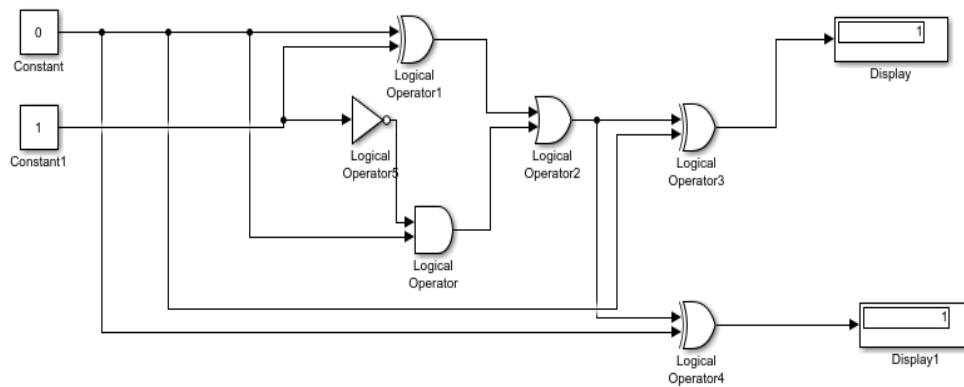 0
Constant
Logical
Operator1
1
Display
1
Constant1
Logical
Operator5
Logical
Operator2
Logical
Operator3
Logical
Operator
1
Display1
Logical
Operator4